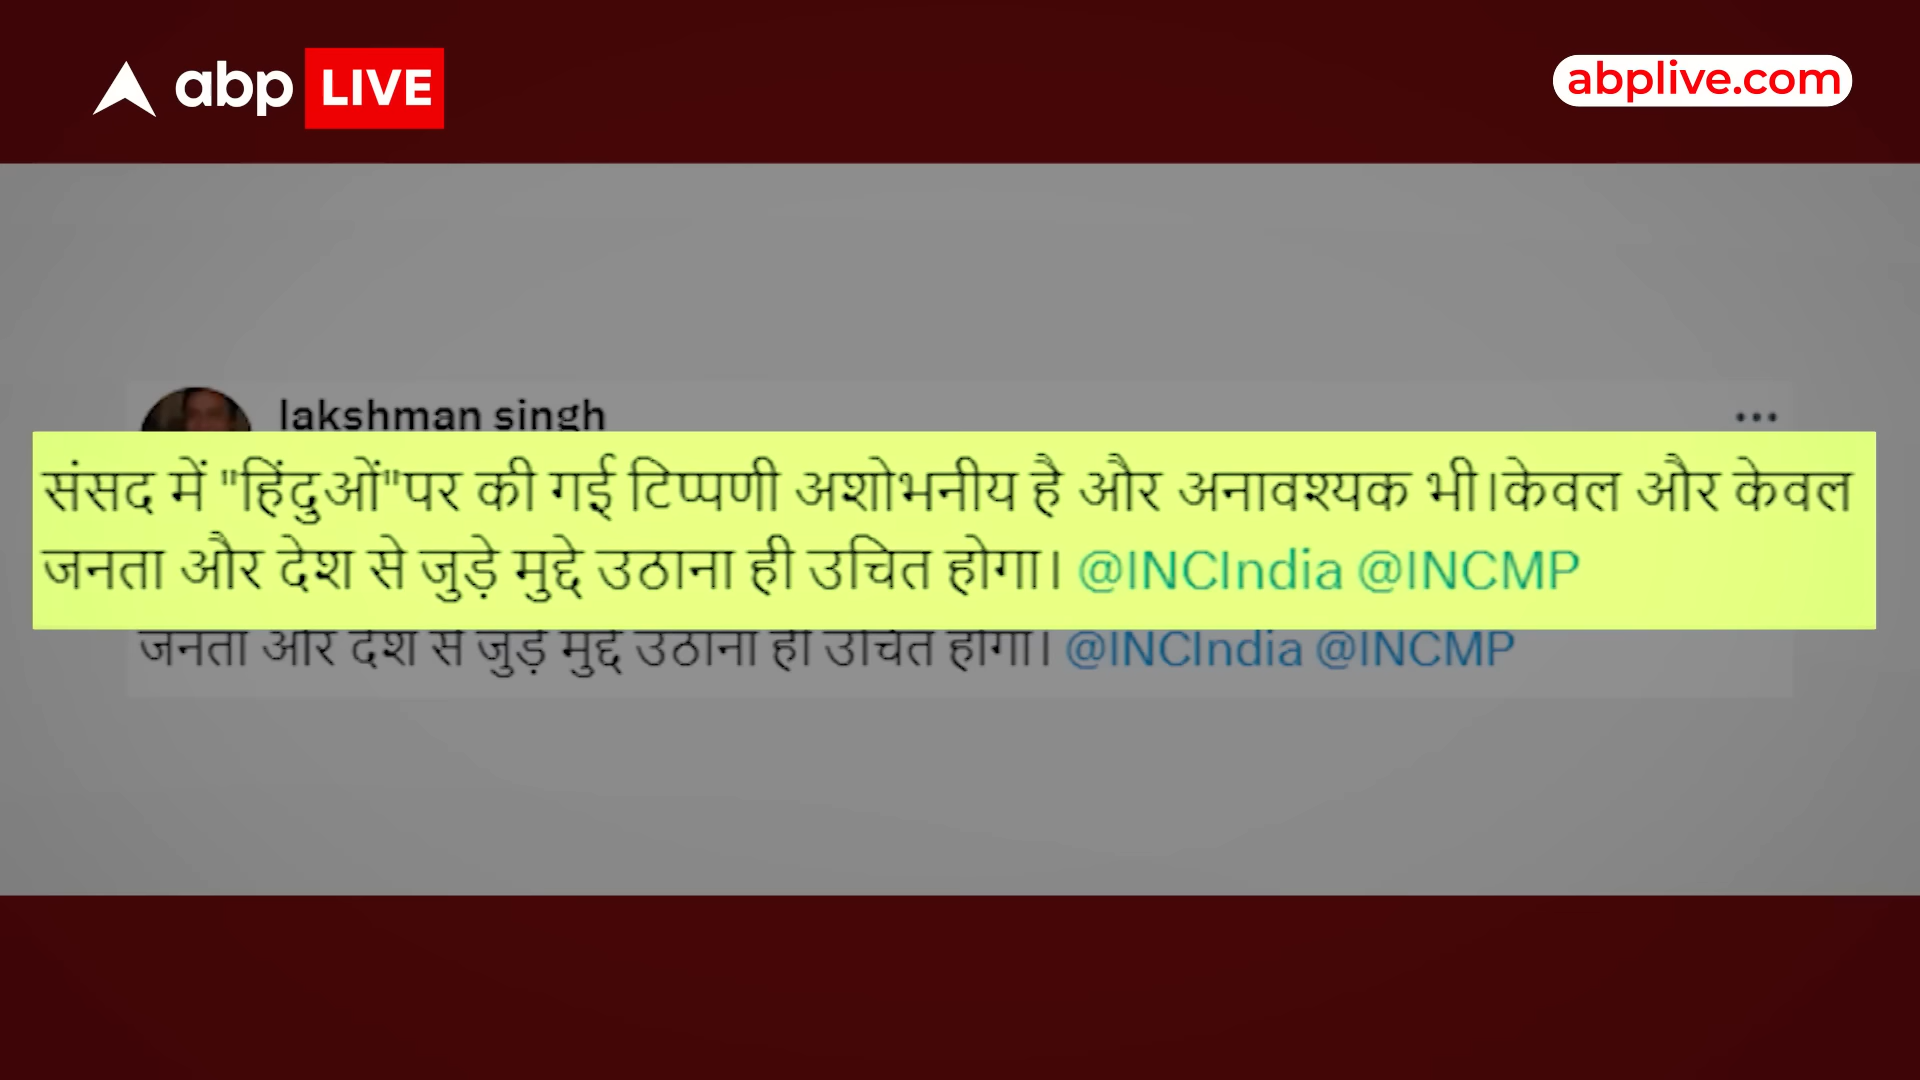 abp LIVE
abplive.com
lakshman singh
संसद में "हिंदुओं"पर की गई टिप्पणी अशोभनीय है और अनावश्यक भी।केवल और केवल
जनता और देश से जुड़े मुद्दे उठाना ही उचित होगा। @INCIndia @INCMP
जनता और देश से जुड़े मुद्दे उठाना ही उचित होगा। @INCIndia @INCMP